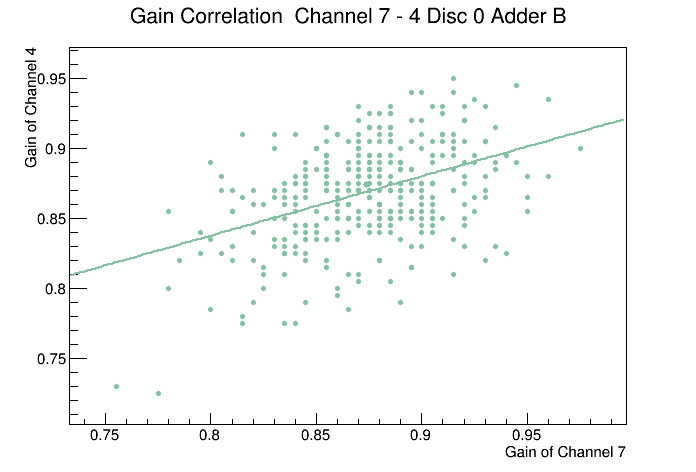 Gain Correlation  Channel 7 - 4 Disc 0 Adder B
Gain of Channel 4
0.95
0.9
0.85
0.8
0.75
0.75 0.8 0.85 0.9 0.95
Gain of Channel 7